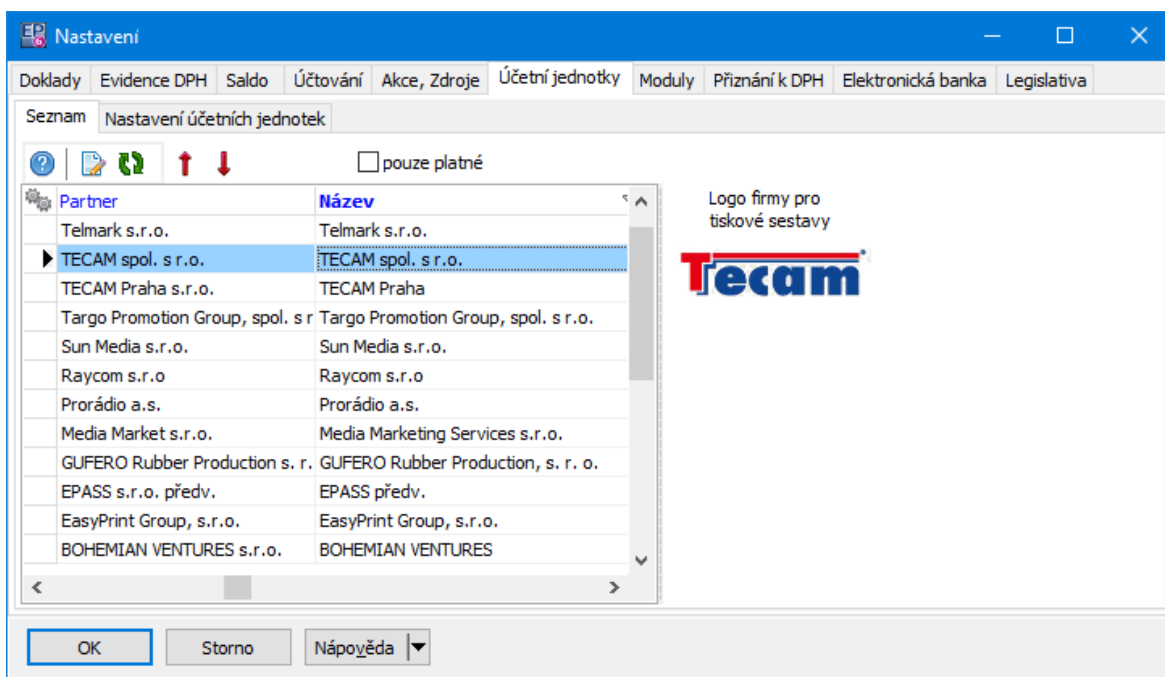 EP 6 Nastavení
Doklady Evidence DPH Saldo Účtování Akce, Zdroje Účetní jednotky Moduly Přiznání k DPH Elektronická banka Legislativa
Seznam Nastavení účetních jednotek
pouze platné
Partner Název
Telmark s.r.o. Telmark s.r.o.
TECAM spol. s r.o. TECAM spol. s r.o.
TECAM Praha s.r.o. TECAM Praha
Targo Promotion Group, spol. s r Targo Promotion Group, spol. s r.o.
Sun Media s.r.o. Sun Media s.r.o.
Raycom s.r.o Raycom s.r.o
Prorádio a.s. Prorádio a.s.
Media Market s.r.o. Media Marketing Services s.r.o.
GUFERO Rubber Production s. r. GUFERO Rubber Production, s. r. o.
EPASS s.r.o. předv. EPASS předv.
EasyPrint Group, s.r.o. EasyPrint Group, s.r.o.
BOHEMIAN VENTURES s.r.o. BOHEMIAN VENTURES
Logo firmy pro
tiskové sestavy
Tecam
OK Storno Nápověda